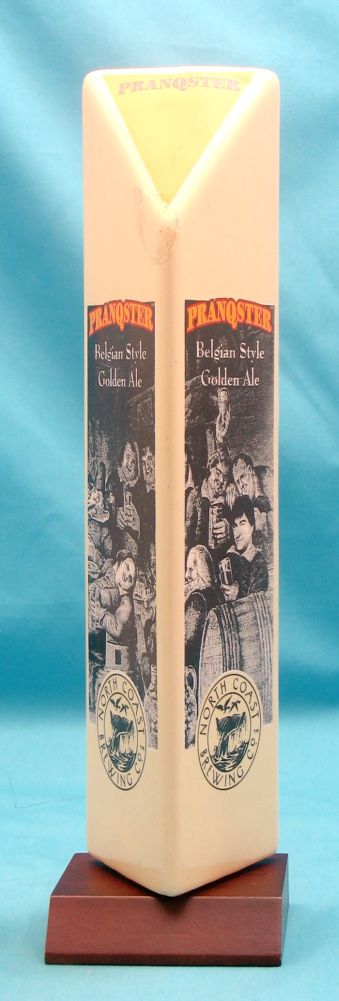 PRANQSTER
PRANQSTER
Belgian Style
Golden Ale
NORTH COAST
BREWING CO.
PRANQSTER
Belgian Style
Golden Ale
NORTH COAST
BREWING CO.